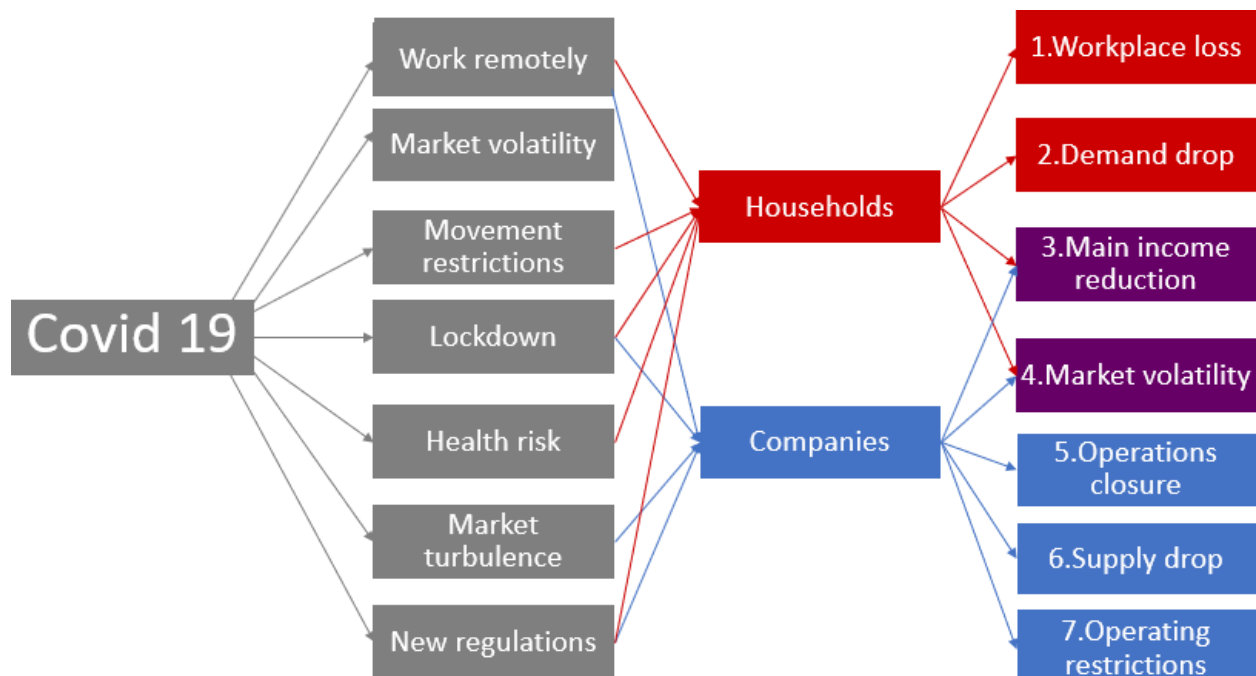 Covid 19
Work remotely
Market volatility
Movement
restrictions
Lockdown
Health risk
Market
turbulence
New regulations
Households
Companies
1.Workplace loss
2.Demand drop
3.Main income
reduction
4.Market volatility
5.Operations
closure
6.Supply drop
7.Operating
restrictions